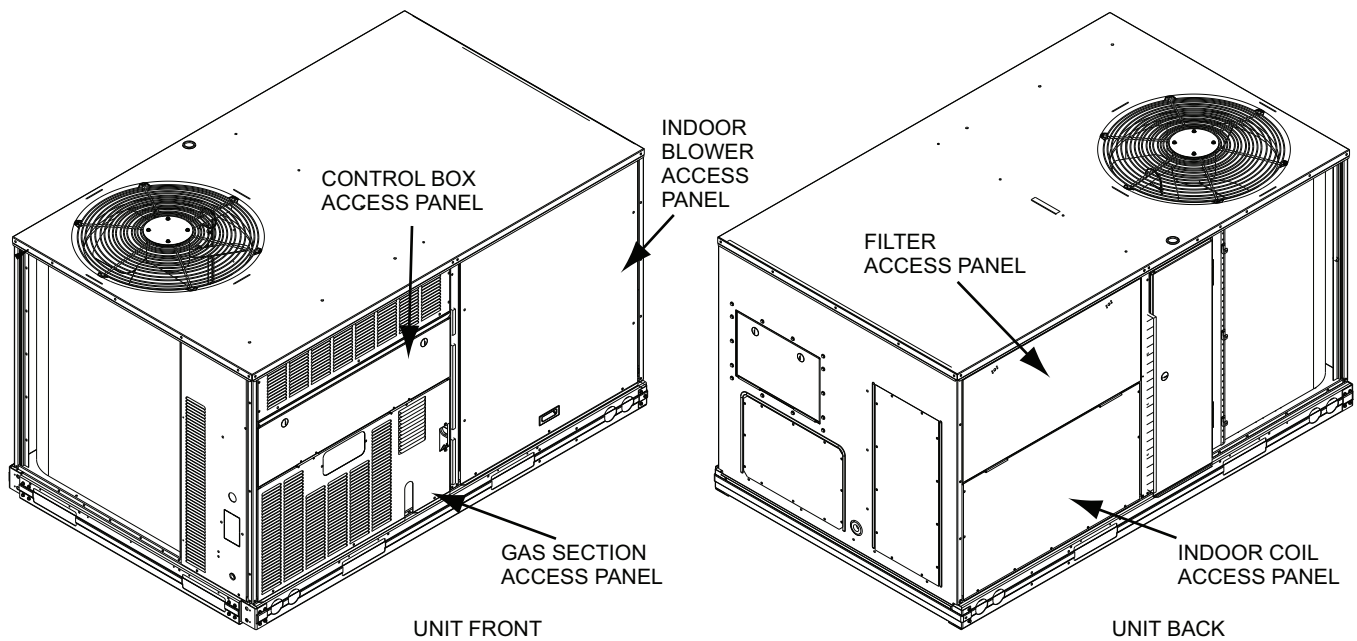 CONTROL BOX
ACCESS PANEL
INDOOR
BLOWER
ACCESS
PANEL
GAS SECTION
ACCESS PANEL
UNIT FRONT
FILTER
ACCESS PANEL
INDOOR COIL
ACCESS PANEL
UNIT BACK